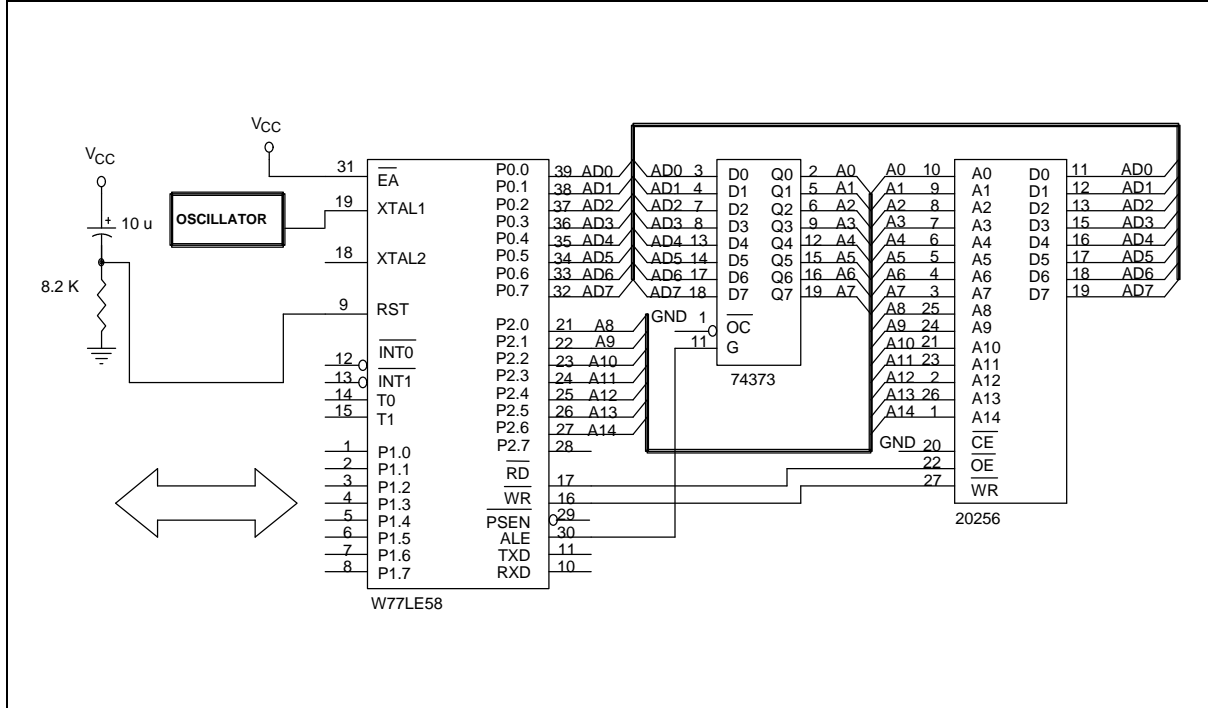 VCC
VCC
10 u
8.2 K
OSCILLATOR
31 EA
19 XTAL1
18 XTAL2
9 RST
12 INT0
13 INT1
14 T0
15 T1
1 P1.0
2 P1.1
3 P1.2
4 P1.3
5 P1.4
6 P1.5
7 P1.6
8 P1.7
P0.0 39 AD0
P0.1 38 AD1
P0.2 37 AD2
P0.3 36 AD3
P0.4 35 AD4
P0.5 34 AD5
P0.6 33 AD6
P0.7 32 AD7
P2.0 21 A8
P2.1 22 A9
P2.2 23 A10
P2.3 24 A11
P2.4 25 A12
P2.5 26 A13
P2.6 27 A14
P2.7 28
RD 17
WR 16
PSEN 29
ALE 30
TXD 11
RXD 10
W77LE58
AD0 3 D0 Q0 2 A0
AD1 4 D1 Q1 5 A1
AD2 7 D2 Q2 6 A2
AD3 8 D3 Q3 9 A3
AD4 13 D4 Q4 12 A4
AD5 14 D5 Q5 15 A5
AD6 17 D6 Q6 16 A6
AD7 18 D7 Q7 19 A7
GND 1 OC
11 G
74373
A0 10 A0 D0 11 AD0
A1 9 A1 D1 12 AD1
A2 8 A2 D2 13 AD2
A3 7 A3 D3 15 AD3
A4 6 A4 D4 16 AD4
A5 5 A5 D5 17 AD5
A6 4 A6 D6 18 AD6
A7 3 A7 D7 19 AD7
A8 25 A8
A9 24 A9
A10 21 A10
A11 23 A11
A12 2 A12
A13 26 A13
A14 1 A14
GND 20 CE
22 OE
27 WR
20256